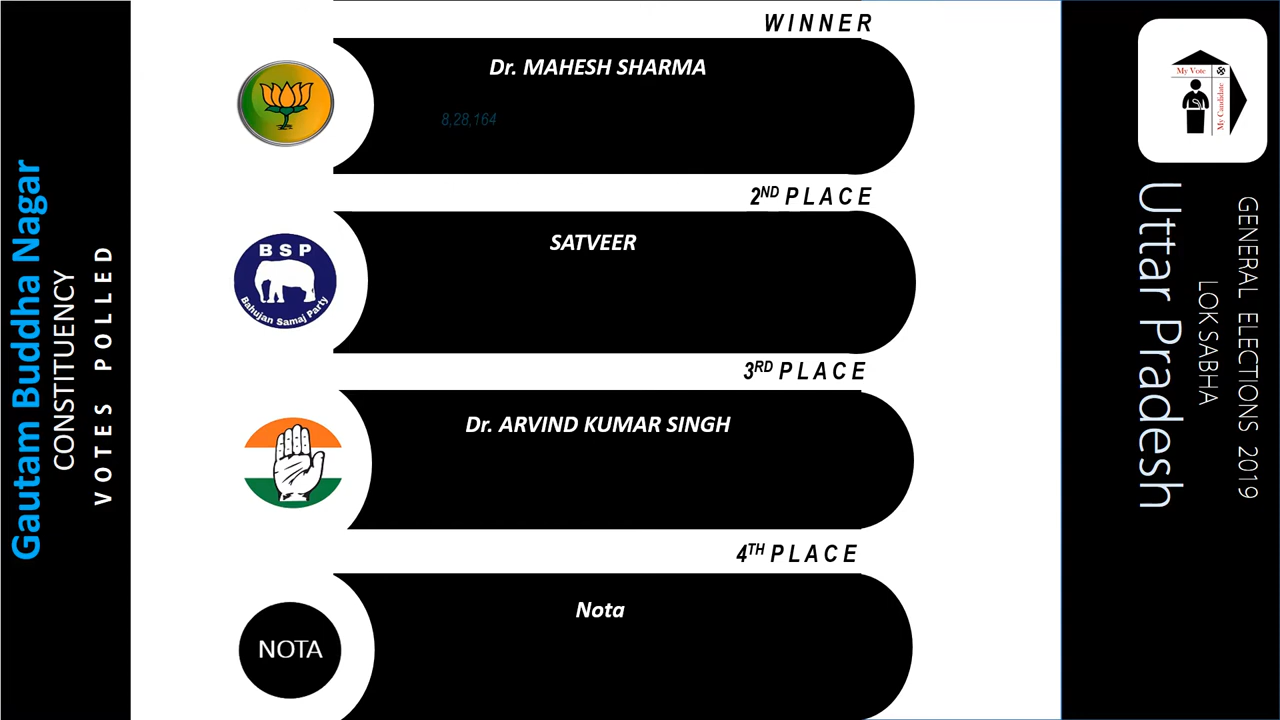 Gautam Buddha Nagar
CONSTITUENCY
VOTES POLLED
WINNER
Dr. MAHESH SHARMA
8,28,164
2ND PLACE
BSP
Bahujan Samaj Party
SATVEER
3RD PLACE
Dr. ARVIND KUMAR SINGH
4TH PLACE
NOTA
Nota
My Vote
My Candidate
GENERAL ELECTIONS 2019
LOK SABHA
Uttar Pradesh